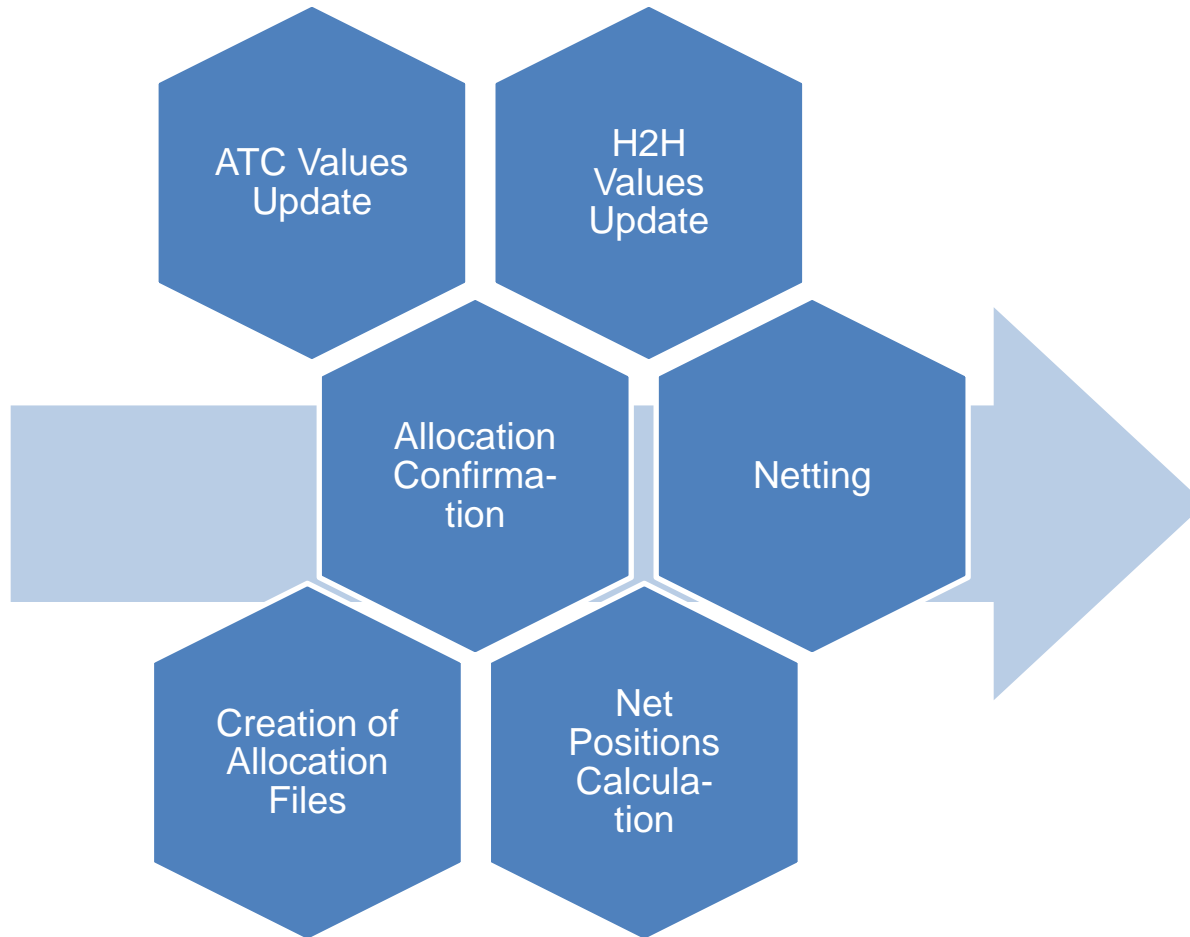 ATC Values
Update
H2H
Values
Update
Allocation
Confirma-
tion
Netting
Creation of
Allocation
Files
Net
Positions
Calcula-
tion